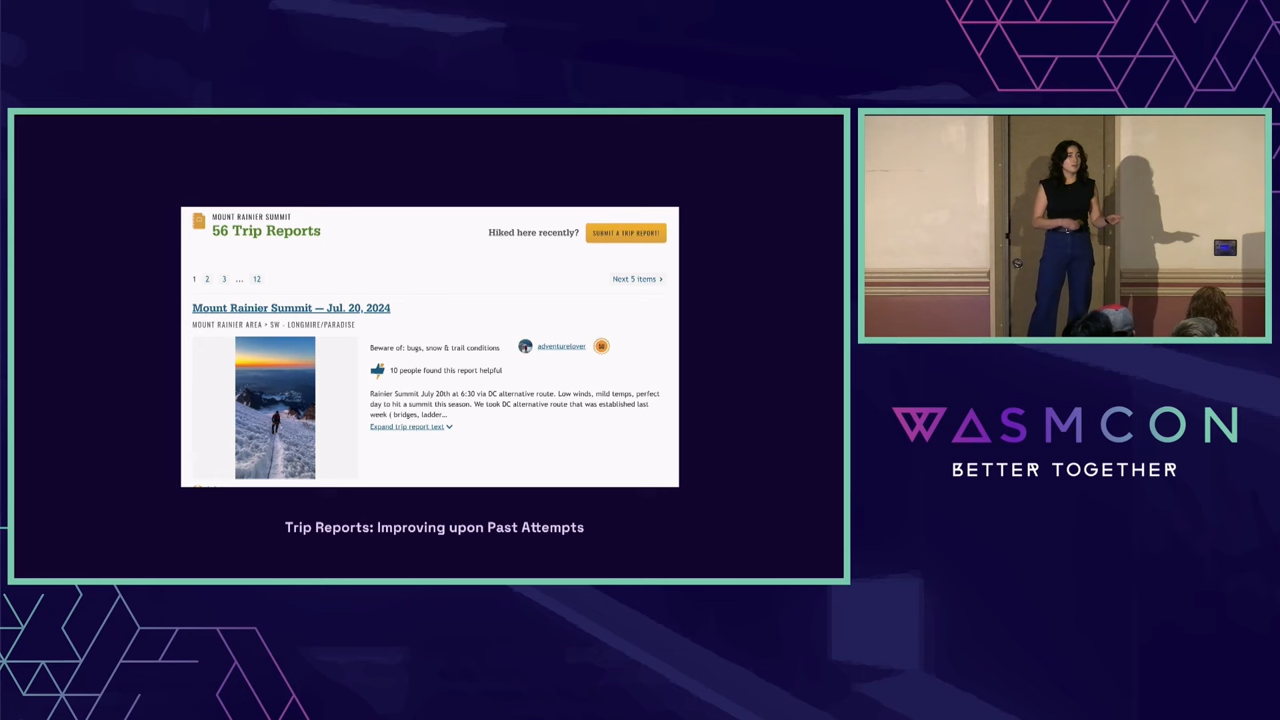 MOUNT RAINIER SUMMIT
56 Trip Reports
Hiked here recently?
SUBMIT A TRIP REPORT!
1 2 3 ... 12
Next 5 items ›
Mount Rainier Summit — Jul. 20, 2024
MOUNT RAINIER AREA > SW - LONGMIRE/PARADISE
Beware of: bugs, snow & trail conditions
adventurelover
50
10 people found this report helpful
Rainier Summit July 20th at 6:30 via DC alternative route. Low winds, mild temps, perfect
day to hit a summit this season. We took DC alternative route that was established last
week ( bridges, ladder...
Expand trip report text
Trip Reports: Improving upon Past Attempts
WASMCON
BETTER TOGETHER